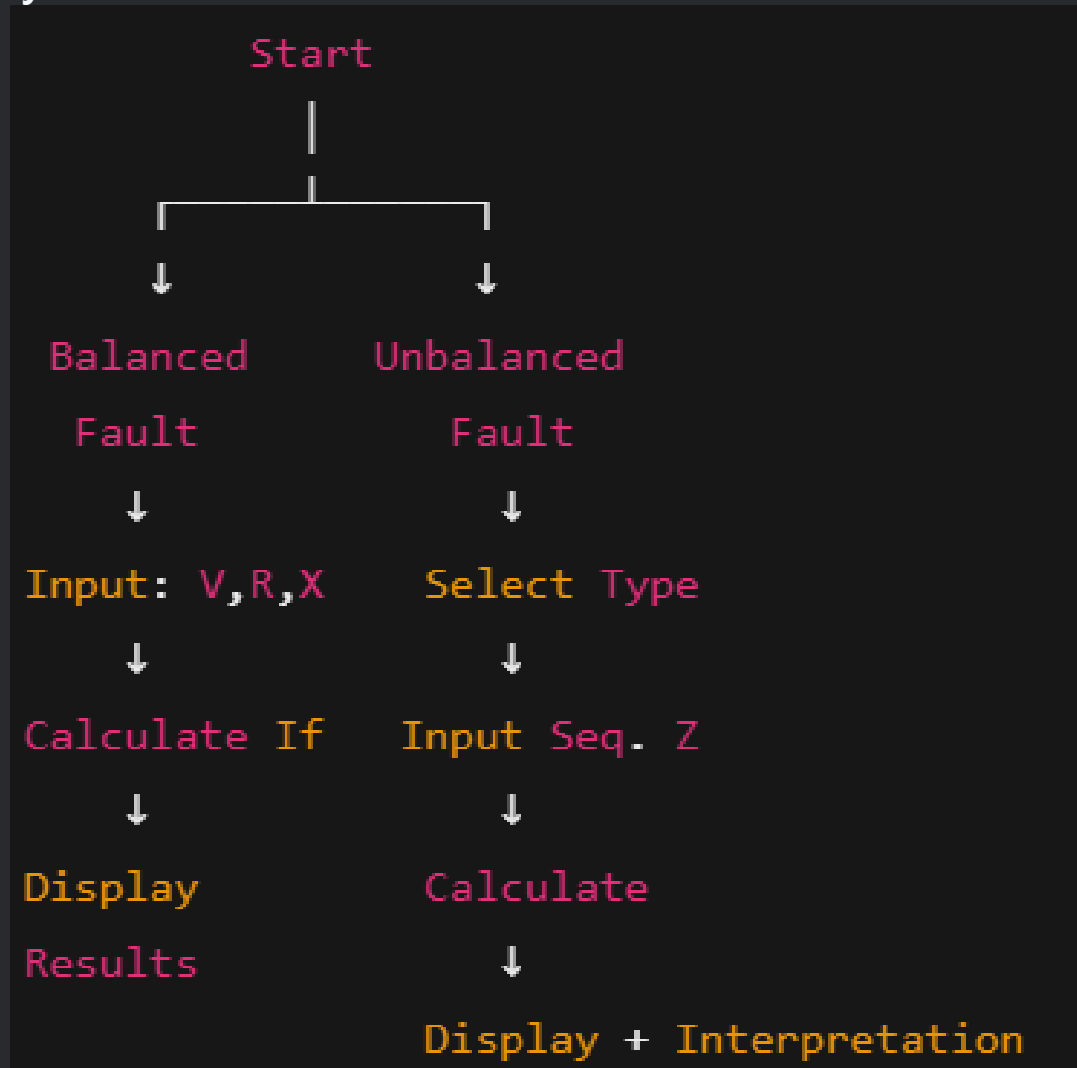 Start
↓ ↓
Balanced Unbalanced
Fault Fault
↓ ↓
Input: V,R,X Select Type
↓ ↓
Calculate If Input Seq. Z
↓ ↓
Display Calculate
Results ↓
Display + Interpretation